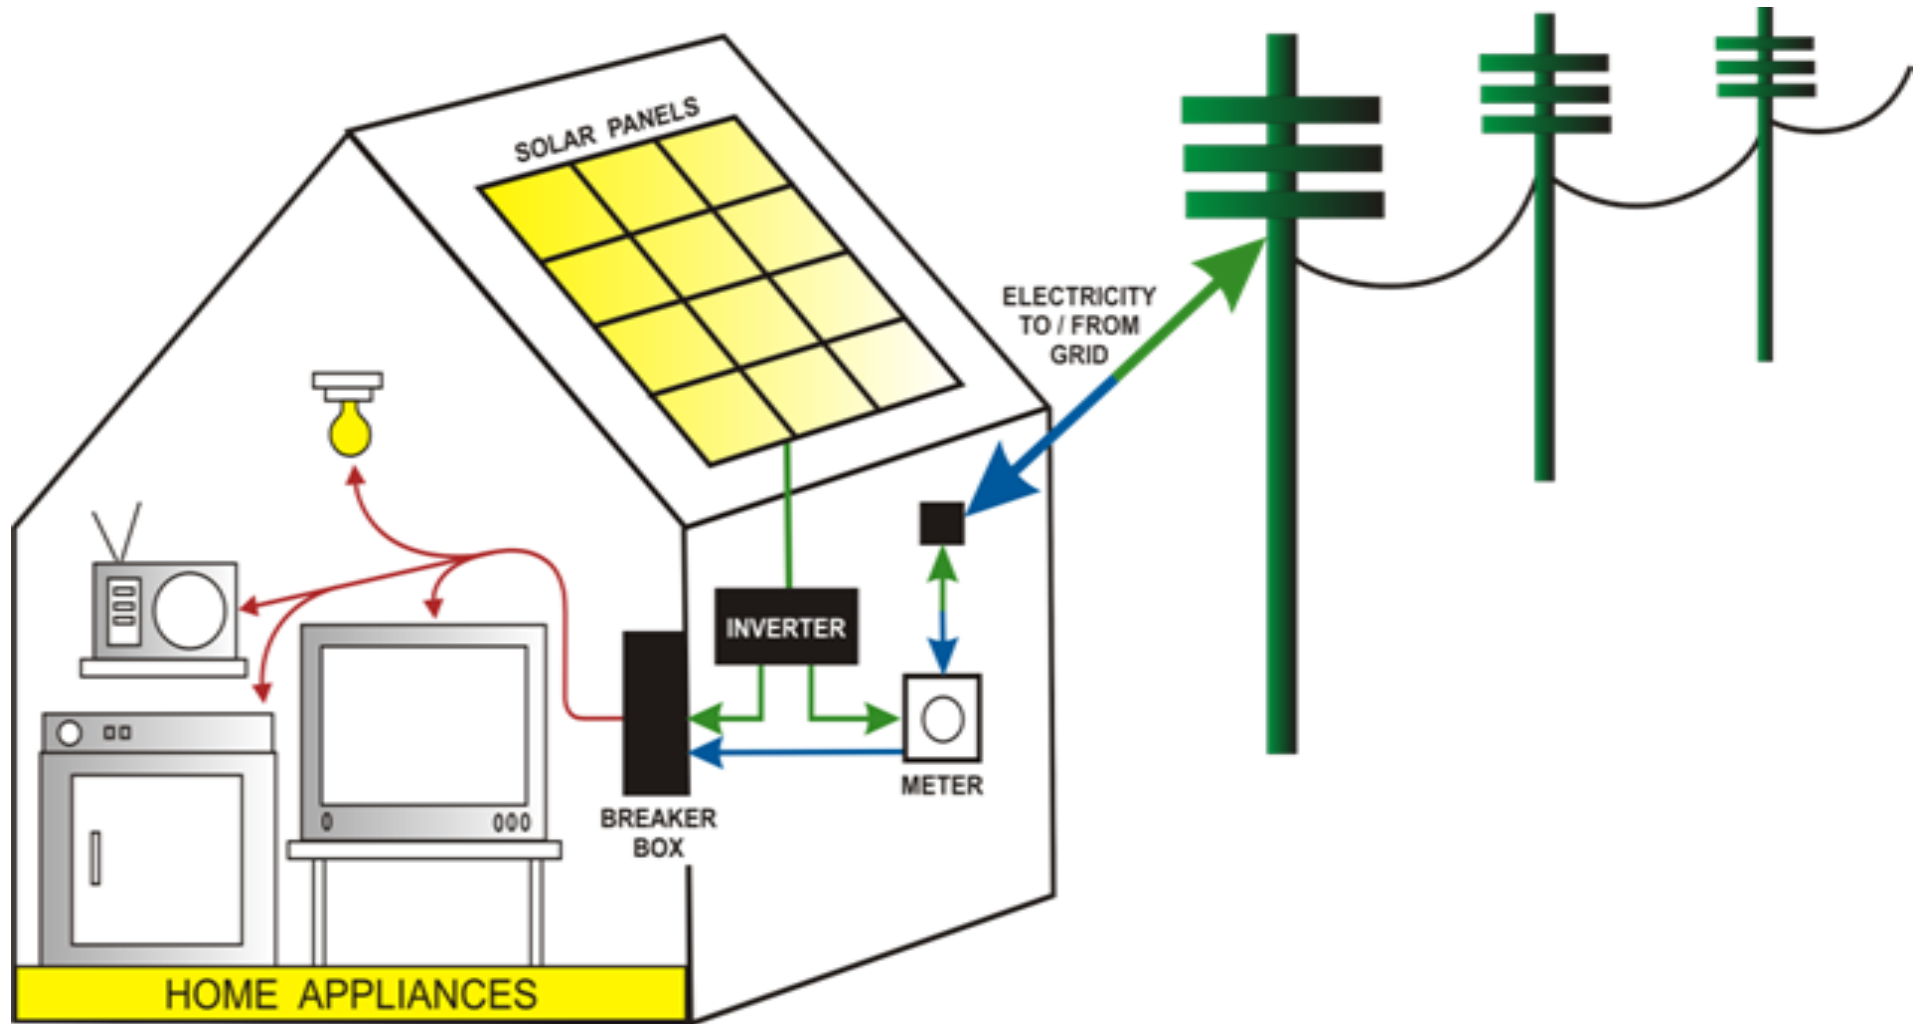 SOLAR PANELS
ELECTRICITY
TO / FROM
GRID
INVERTER
METER
BREAKER
BOX
HOME APPLIANCES